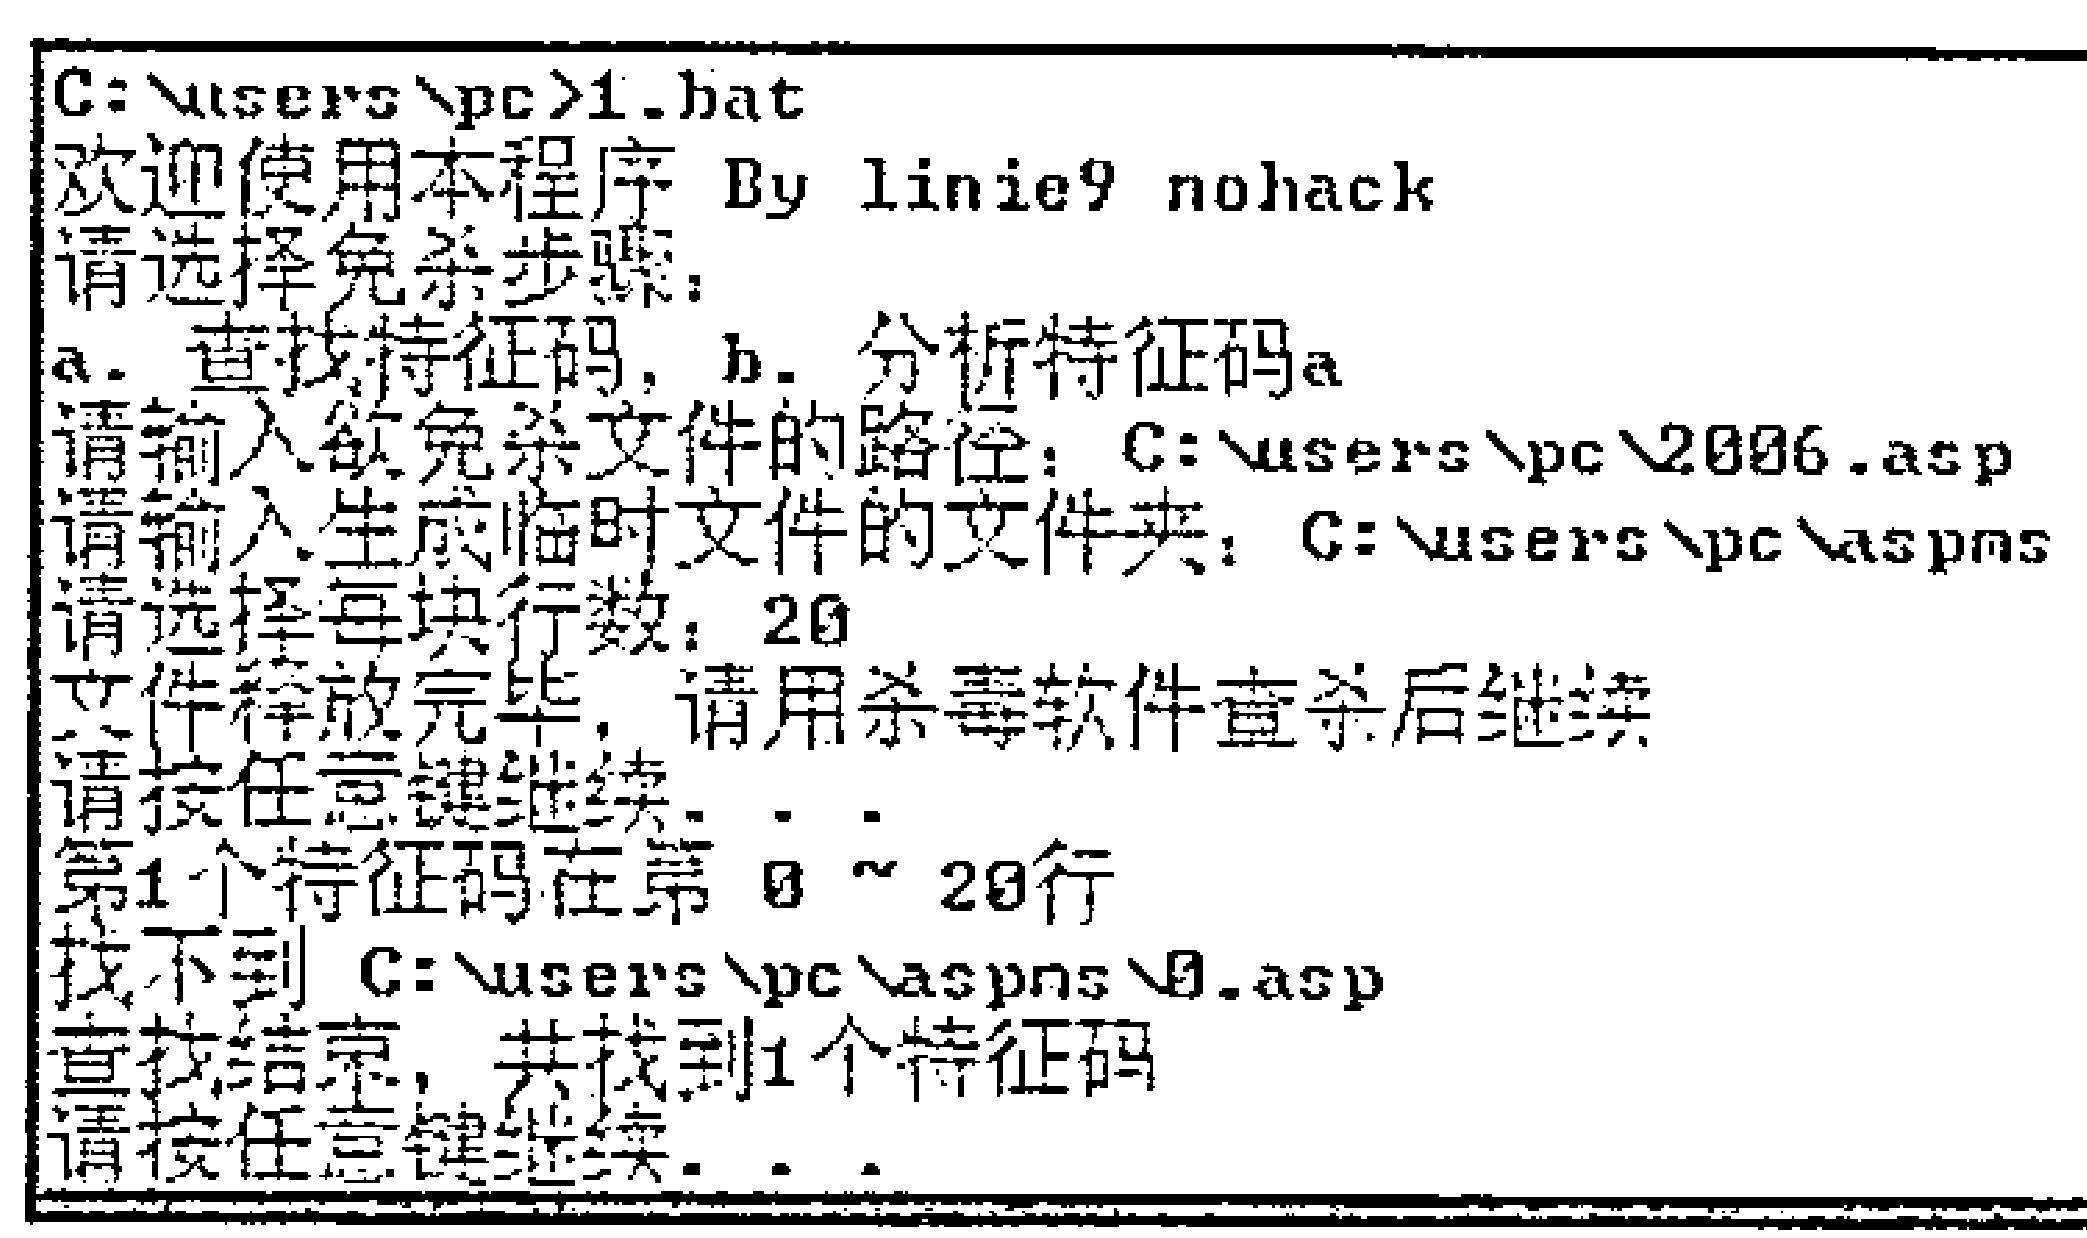 C:\users\pc>1.bat
欢迎使用本程序 By linie9 nohack
请选择免杀步骤:
a. 查找特征码, b. 分析特征码a
请输入欲免杀文件的路径: C:\users\pc\2006.asp
请输入生成临时文件的文件夹: C:\users\pc\aspms
请选择每块行数: 20
文件释放完毕, 请用杀毒软件查杀后继续
请按任意键继续. . .
第1个特征码在第 0 ~ 20行
找不到 C:\users\pc\aspms\0.asp
查找结束, 共找到1个特征码
请按任意键继续. . .